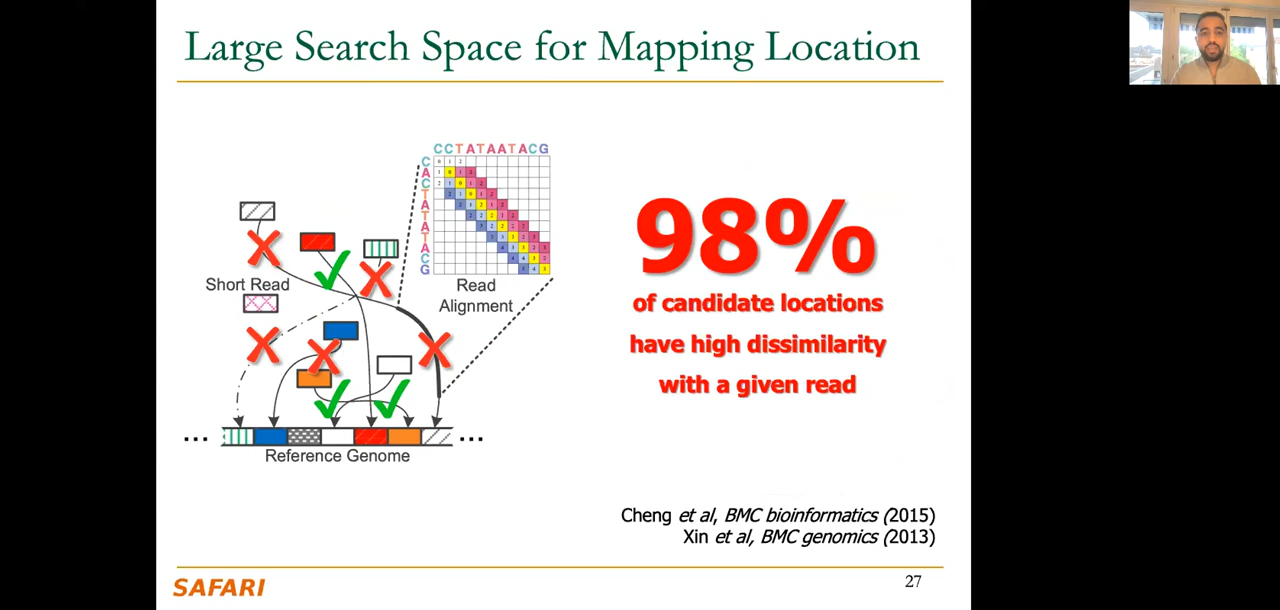 Large Search Space for Mapping Location
C C T A T A A T A C G
C
A
C
T
A
T
A
T
A
C
G
Short Read
Read
Alignment
... Reference Genome ...
98%
of candidate locations
have high dissimilarity
with a given read
Cheng et al, BMC bioinformatics (2015)
Xin et al, BMC genomics (2013)
SAFARI
27